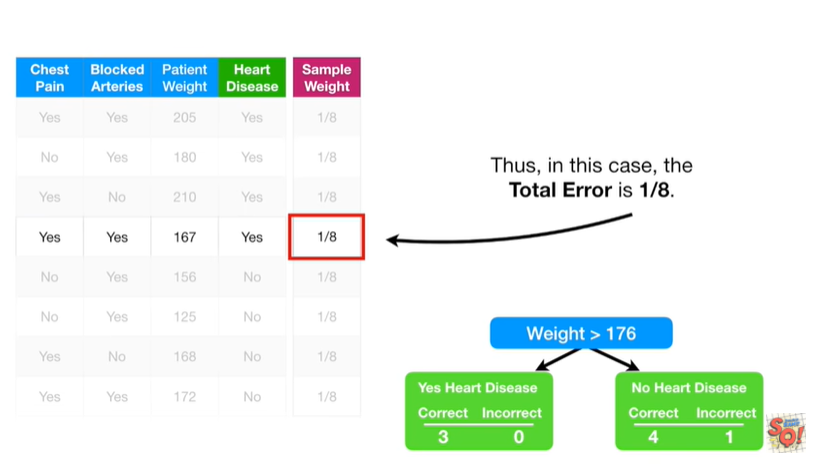 Chest Pain Blocked Arteries Patient Weight Heart Disease Sample Weight
Yes Yes 205 Yes 1/8
No Yes 180 Yes 1/8
Yes No 210 Yes 1/8
Yes Yes 167 Yes 1/8
No Yes 156 No 1/8
No Yes 125 No 1/8
Yes No 168 No 1/8
Yes Yes 172 No 1/8
Thus, in this case, the
Total Error is 1/8.
Weight > 176
Yes Heart Disease
Correct Incorrect
3 0
No Heart Disease
Correct Incorrect
4 1
SQ!